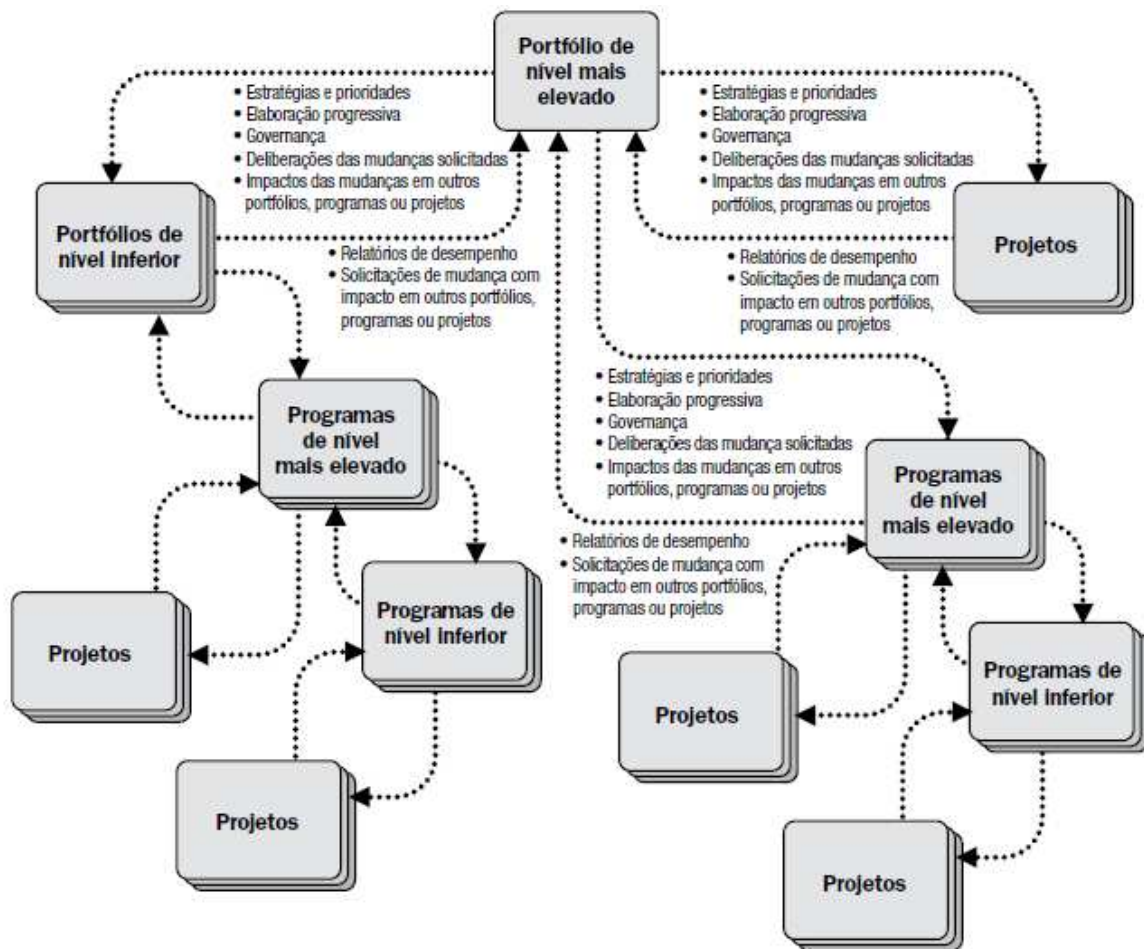 Portfólio de
nível mais
elevado
• Estratégias e prioridades
• Elaboração progressiva
• Governança
• Deliberações das mudanças solicitadas
• Impactos das mudanças em outros
portfólios, programas ou projetos
• Estratégias e prioridades
• Elaboração progressiva
• Governança
• Deliberações das mudanças solicitadas
• Impactos das mudanças em outros
portfólios, programas ou projetos
Portfólios de
nível inferior
Projetos
• Relatórios de desempenho
• Solicitações de mudança com
impacto em outros portfólios,
programas ou projetos
• Relatórios de desempenho
• Solicitações de mudança com
impacto em outros portfólios,
programas ou projetos
Programas
de nível
mais elevado
• Estratégias e prioridades
• Elaboração progressiva
• Governança
• Deliberações das mudança solicitadas
• Impactos das mudanças em outros
portfólios, programas ou projetos
Programas
de nível
mais elevado
• Relatórios de desempenho
• Solicitações de mudança com
impacto em outros portfólios,
programas ou projetos
Projetos
Programas de
nível inferior
Projetos
Programas de
nível inferior
Projetos
Projetos